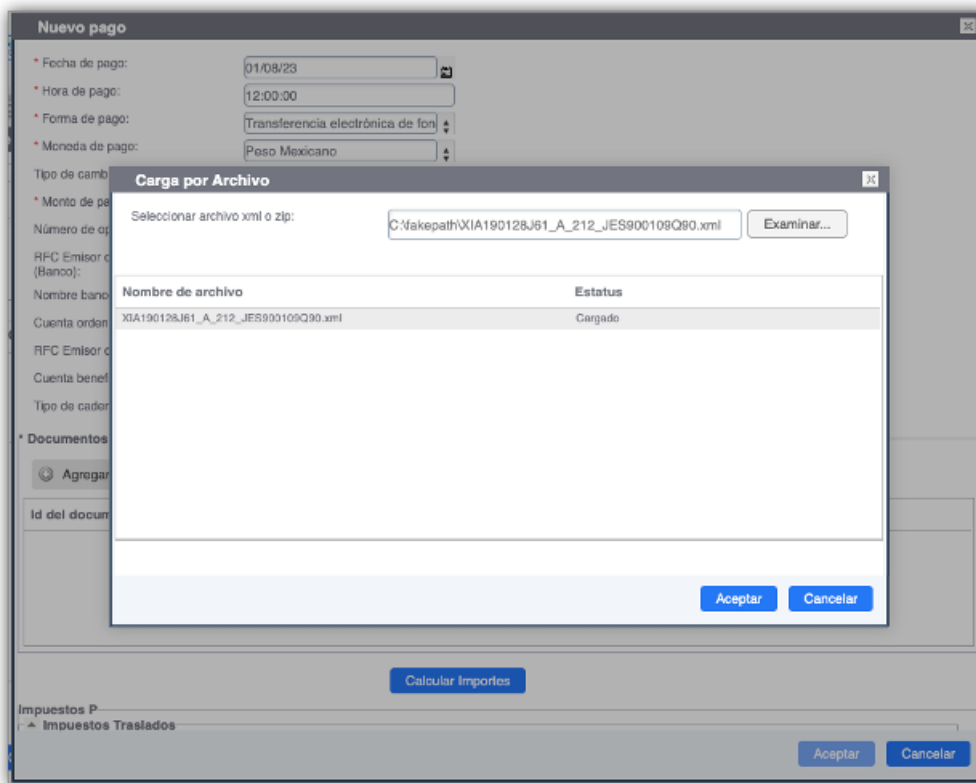 Nuevo pago
* Fecha de pago: 01/08/23
* Hora de pago: 12:00:00
* Forma de pago: Transferencia electrónica de fon
* Moneda de pago: Peso Mexicano
Tipo de camb
* Monto de pa
Número de op
RFC Emisor
(Banco):
Nombre banc
Cuenta orden
RFC Emisor
Cuenta benef
Tipo de cader
* Documentos
Agregar
Id del docum
Carga por Archivo
Seleccionar archivo xml o zip: C:\fakepath\XIA190128J61_A_212_JES900109Q90.xml Examinar...
Nombre de archivo Estatus
XIA190128J61_A_212_JES900109Q90.xml Cargado
Aceptar Cancelar
Calcular Importes
Impuestos P
Impuestos Traslados
Aceptar Cancelar